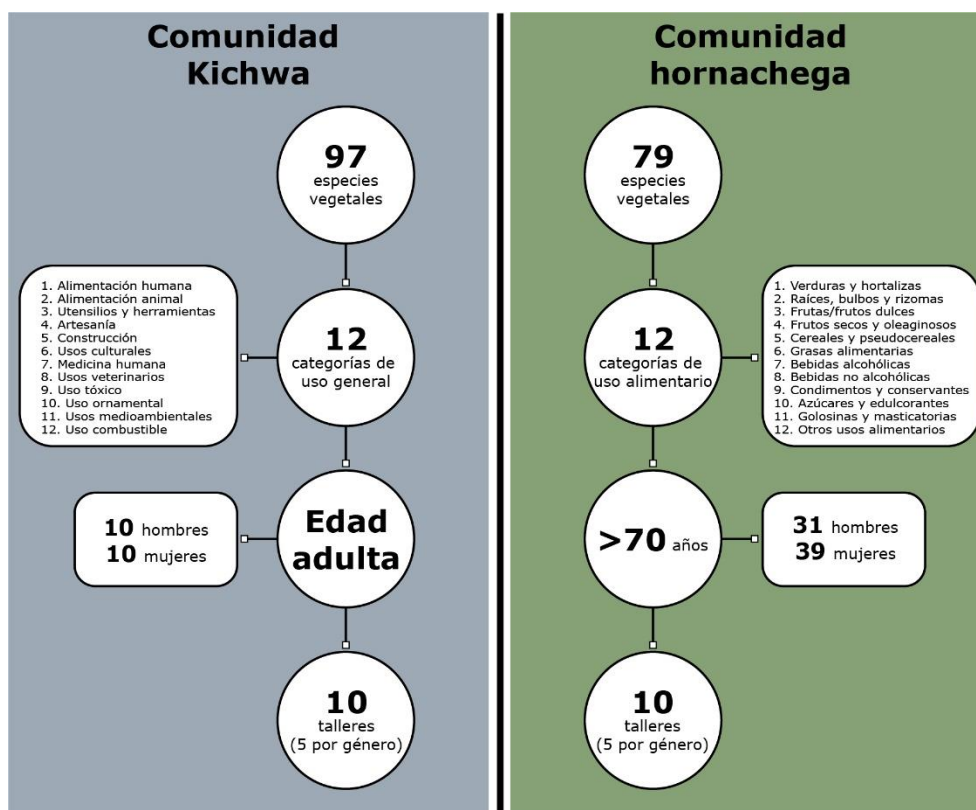 Comunidad
Kichwa
97
especies
vegetales
1. Alimentación humana
2. Alimentación animal
3. Utensilios y herramientas
4. Artesanía
5. Construcción
6. Usos culturales
7. Medicina humana
8. Usos veterinarios
9. Uso tóxico
10. Uso ornamental
11. Usos medioambientales
12. Uso combustible
12
categorías de
uso general
10 hombres
10 mujeres
Edad
adulta
10
talleres
(5 por género)
Comunidad
hornachega
79
especies
vegetales
12
categorías de
uso alimentario
1. Verduras y hortalizas
2. Raíces, bulbos y rizomas
3. Frutas/frutos dulces
4. Frutos secos y oleaginosos
5. Cereales y pseudocereales
6. Grasas alimentarias
7. Bebidas alcohólicas
8. Bebidas no alcohólicas
9. Condimentos y conservantes
10. Azúcares y edulcorantes
11. Golosinas y masticatorias
12. Otros usos alimentarios
>70 años
31 hombres
39 mujeres
10
talleres
(5 por género)